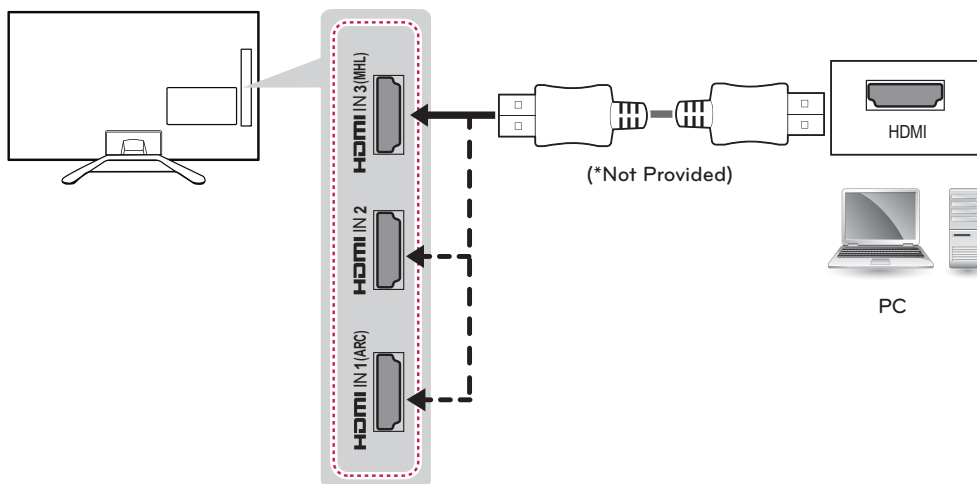 HDMI IN 3(MHL)
HDMI IN 2
HDMI IN 1(ARC)
(*Not Provided)
HDMI
PC